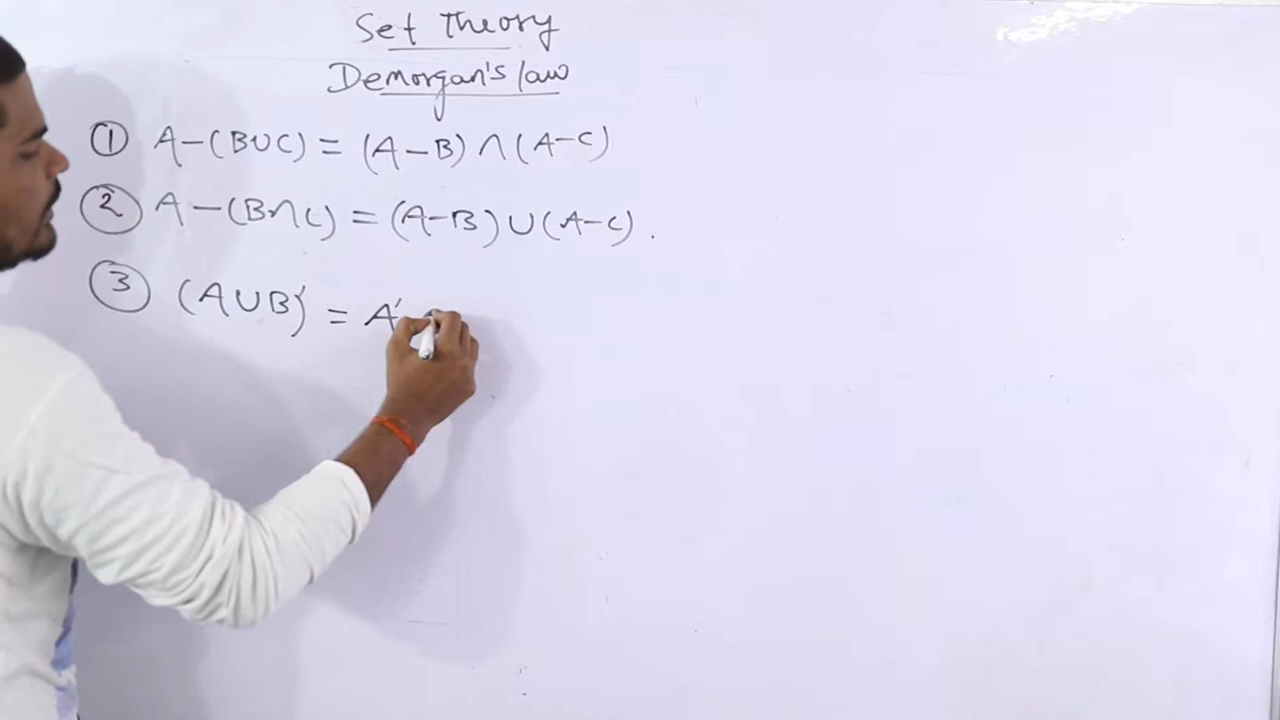 Set Theory
Demorgan's law
① A-(B∪C) = (A-B)∩(A-C)
② A-(B∩C) = (A-B)∪(A-C).
③ (A∪B)' = A'